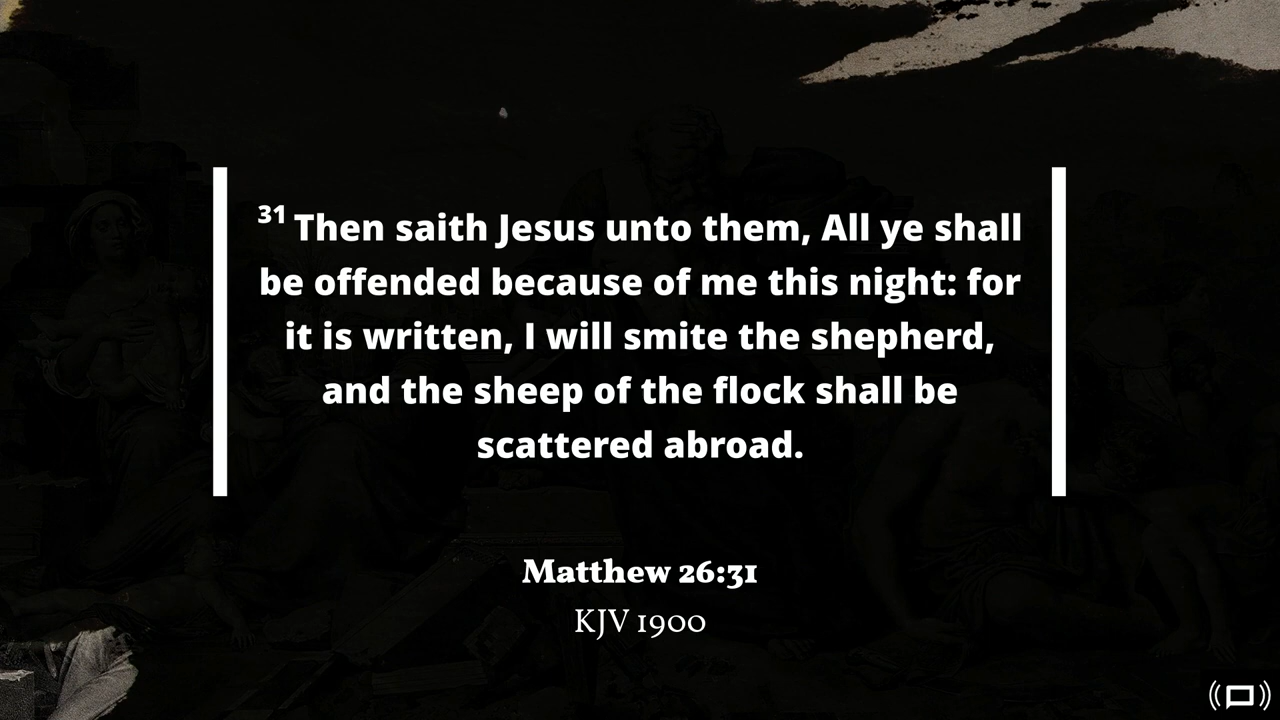 31 Then saith Jesus unto them, All ye shall
be offended because of me this night: for
it is written, I will smite the shepherd,
and the sheep of the flock shall be
scattered abroad.
Matthew 26:31
KJV 1900